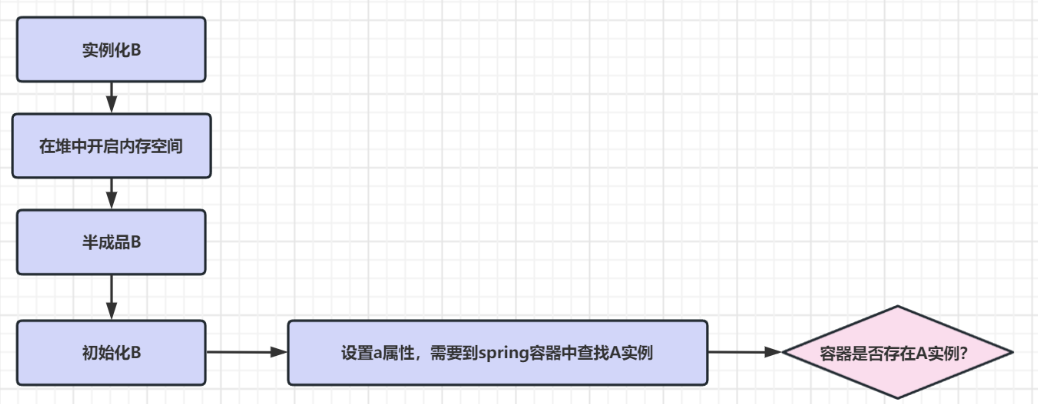 实例化B
在堆中开启内存空间
半成品B
初始化B
设置a属性，需要到spring容器中查找A实例
容器是否存在A实例？